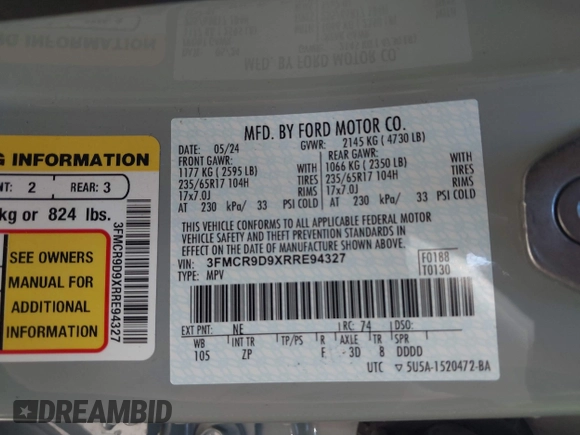 MFD. BY FORD MOTOR CO.
DATE: 05/24 GVWR: 2145 KG ( 4730 LB)
FRONT GAWR: REAR GAWR:
1177 KG ( 2595 LB) WITH 1066 KG ( 2350 LB) WITH
235/65R17 104H TIRES 235/65R17 104H TIRES
17x7.0J RIMS 17x7.0J RIMS
AT 230 kPa/ 33 PSI COLD AT 230 kPa/ 33 PSI COLD
THIS VEHICLE CONFORMS TO ALL APPLICABLE FEDERAL MOTOR
VEHICLE SAFETY AND THEFT PREVENTION STANDARDS IN
EFFECT ON THE DATE OF MANUFACTURE SHOWN ABOVE.
VIN: 3FMCR9D9XRRE94327
TYPE: MPV
F0188
T0130
EXT PNT: NE RC: 74 DSO:
WB INT TR TP/PS R AXLE TR SPR
105 ZP E -3D 8 DDDD
UTC ▽ 5U5A-1520472-BA
INFORMATION
NT: 2 REAR: 3
kg or 824 lbs.
SEE OWNERS
MANUAL FOR
ADDITIONAL
INFORMATION
3FMCR9D9XRRE94327
DREAMBID